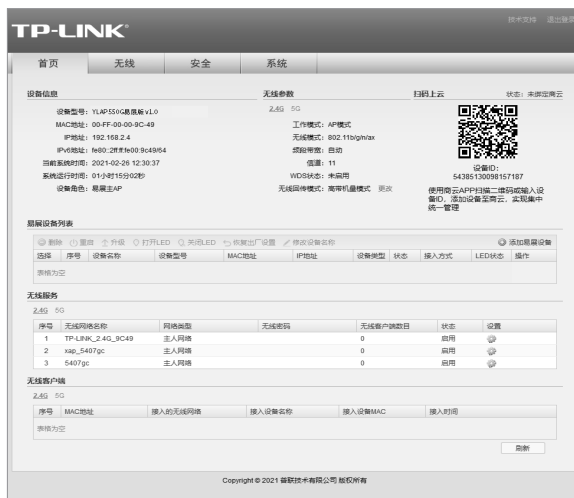 技术支持 退出登录
TP-LINK
首页 无线 安全 系统
设备信息
设备型号: YLAP550G易展版 v1.0
MAC地址: 00-FF-00-00-9C-49
IP地址: 192.168.2.4
IPv6地址: fe80::2ff:ff:fe00:9c49/64
当前系统时间: 2021-02-26 12:30:37
系统运行时间: 01小时15分02秒
设备角色: 易展主AP
无线参数
2.4G 5G
工作模式: AP模式
无线模式: 802.11b/g/n/ax
频段带宽: 自动
信道: 11
WDS状态: 未启用
无线回传模式: 高带机量模式 更改
扫码上云 状态: 未绑定商云
设备ID:
54385130098157187
使用商云APP扫描二维码或输入设
备ID, 添加设备至商云, 实现集中
统一管理
易展设备列表
删除 重启 升级 打开LED 关闭LED 恢复出厂设置 修改设备名称 添加易展设备
选择 序号 设备名称 设备型号 MAC地址 IP地址 设备类型 状态 接入方式 LED状态 操作
表格为空
无线服务
2.4G 5G
序号 无线网络名称 网络类型 无线密码 无线客户端数目 状态 设置
1 TP-LINK_2.4G_9C49 主人网络 0 启用
2 xap_5407gc 主人网络 0 启用
3 5407gc 主人网络 0 启用
无线客户端
2.4G 5G
序号 MAC地址 接入的无线网络 接入设备名称 接入设备MAC 接入时间
表格为空
刷新
Copyright © 2021 普联技术有限公司 版权所有